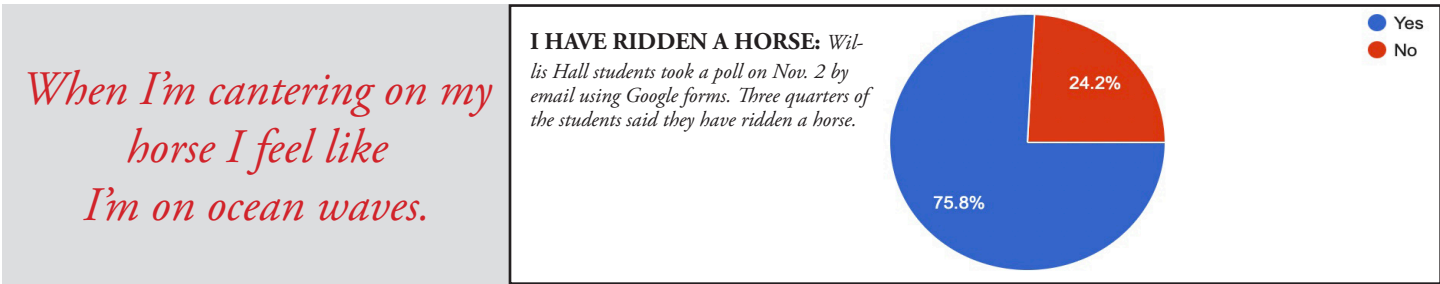 When I'm cantering on my
horse I feel like
I'm on ocean waves.
I HAVE RIDDEN A HORSE: Wil-
lis Hall students took a poll on Nov. 2 by
email using Google forms. Three quarters of
the students said they have ridden a horse.
24.2%
75.8%
Yes
No